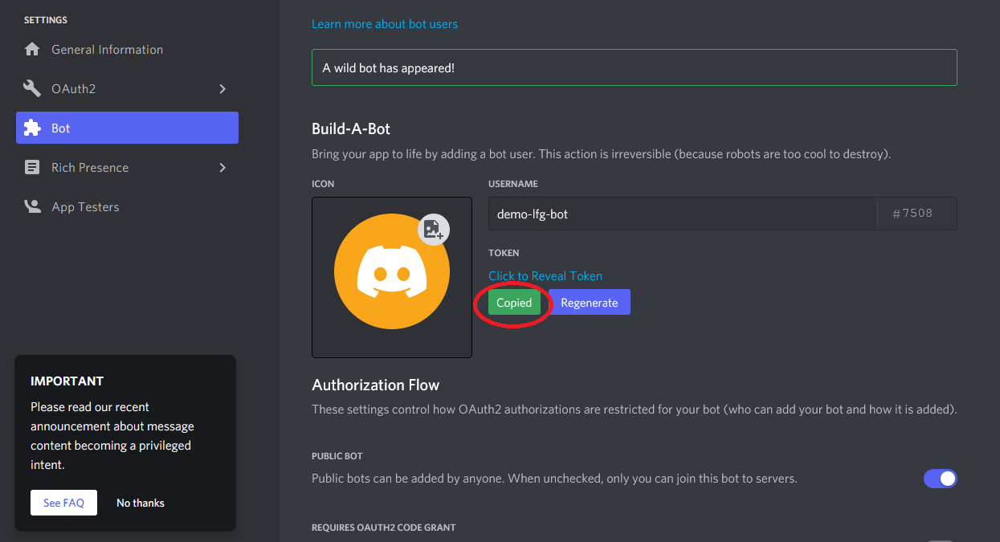 SETTINGS
General Information
OAuth2
Bot
Rich Presence
App Testers
IMPORTANT
Please read our recent
announcement about message
content becoming a privileged
intent.
See FAQ
No thanks
Learn more about bot users
A wild bot has appeared!
Build-A-Bot
Bring your app to life by adding a bot user. This action is irreversible (because robots are too cool to destroy).
ICON
USERNAME
demo-lfg-bot
#7508
TOKEN
Click to Reveal Token
Copied
Regenerate
Authorization Flow
These settings control how OAuth2 authorizations are restricted for your bot (who can add your bot and how it is added).
PUBLIC BOT
Public bots can be added by anyone. When unchecked, only you can join this bot to servers.
REQUIRES OAUTH2 CODE GRANT